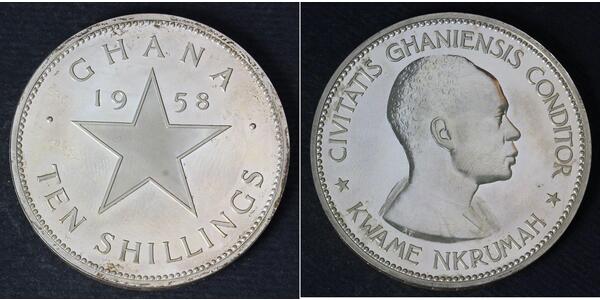 GHANA
1958
TEN SHILLINGS
CIVITATIS GHANIENSIS CONDITOR
KWAME NKRUMAH